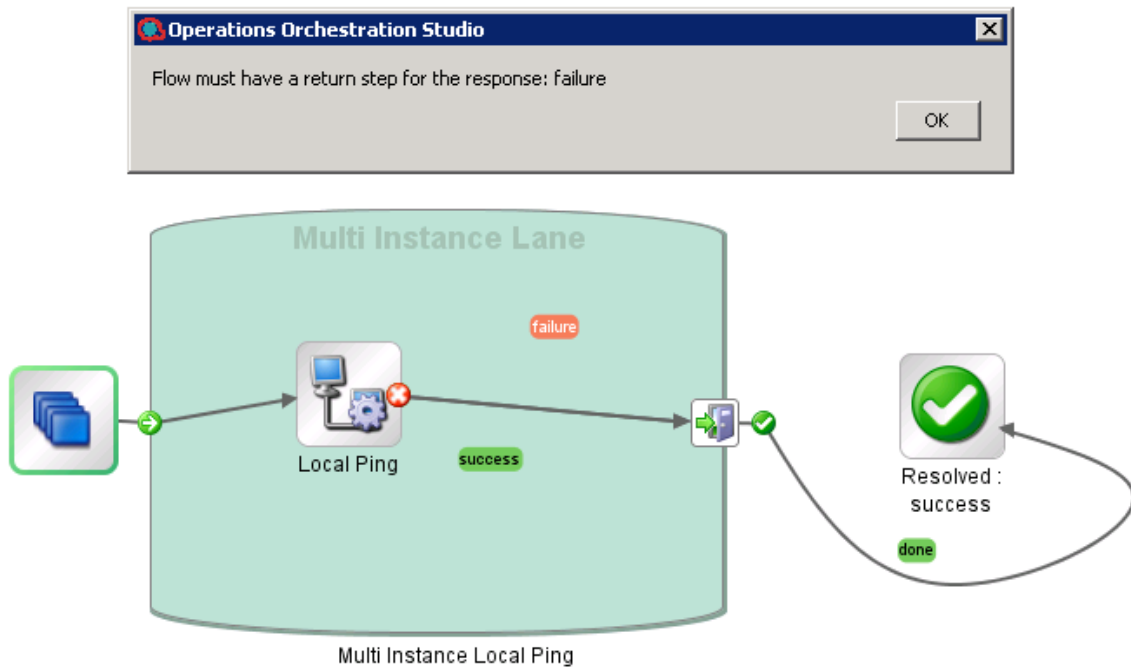 Operations Orchestration Studio
Flow must have a return step for the response: failure
OK
Multi Instance Lane
failure
Local Ping
success
Resolved :
success
done
Multi Instance Local Ping